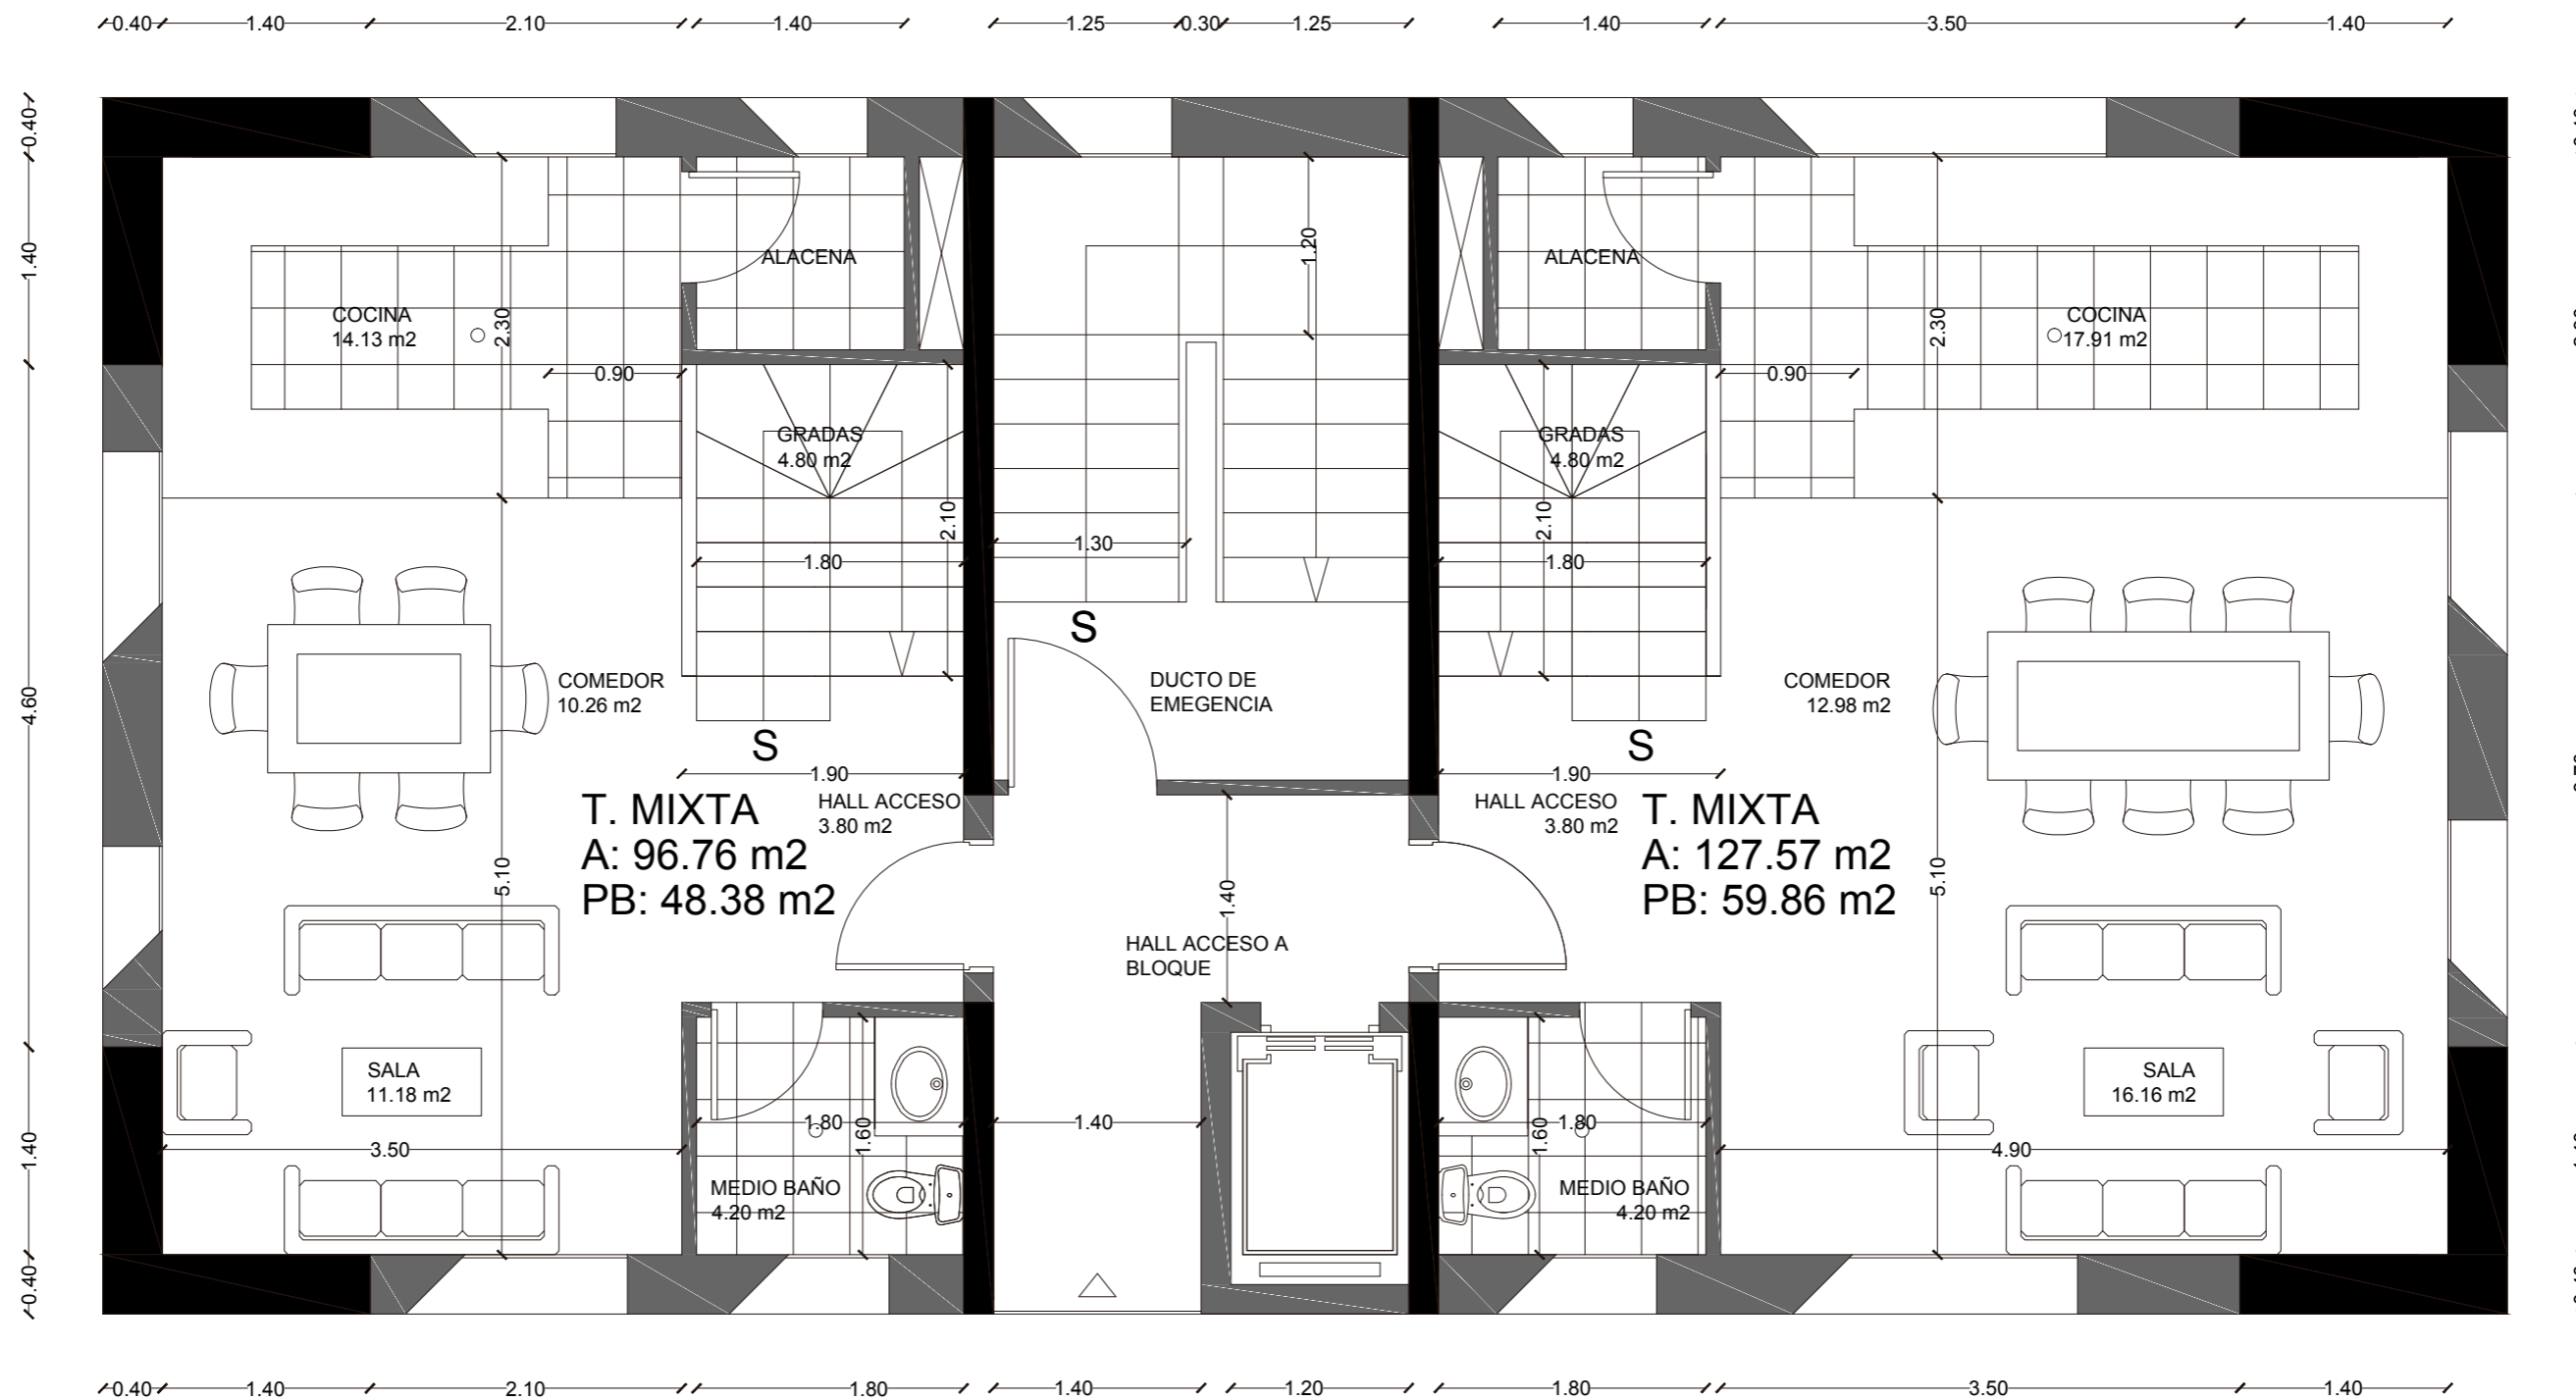 0.40 1.40 2.10 1.40 1.25 0.30 1.25 1.40 3.50 1.40
0.40
1.40
4.60
1.40
0.40
ALACENA
COCINA
14.13 m2
2.30
0.90
GRADAS
4.80 m2
2.10
1.80
COMEDOR
10.26 m2
S
1.90
HALL ACCESO
3.80 m2
T. MIXTA
A: 96.76 m2
PB: 48.38 m2
5.10
SALA
11.18 m2
3.50
1.80
1.60
MEDIO BAÑO
4.20 m2
1.20
1.30
S
DUCTO DE
EMEGENCIA
1.40
HALL ACCESO A
BLOQUE
1.40
ALACENA
COCINA
17.91 m2
2.30
0.90
GRADAS
4.80 m2
2.10
1.80
COMEDOR
12.98 m2
S
1.90
HALL ACCESO
3.80 m2
T. MIXTA
A: 127.57 m2
PB: 59.86 m2
5.10
SALA
16.16 m2
4.90
1.80
1.60
MEDIO BAÑO
4.20 m2
0.40 1.40 2.10 1.80 1.40 1.20 1.80 3.50 1.40